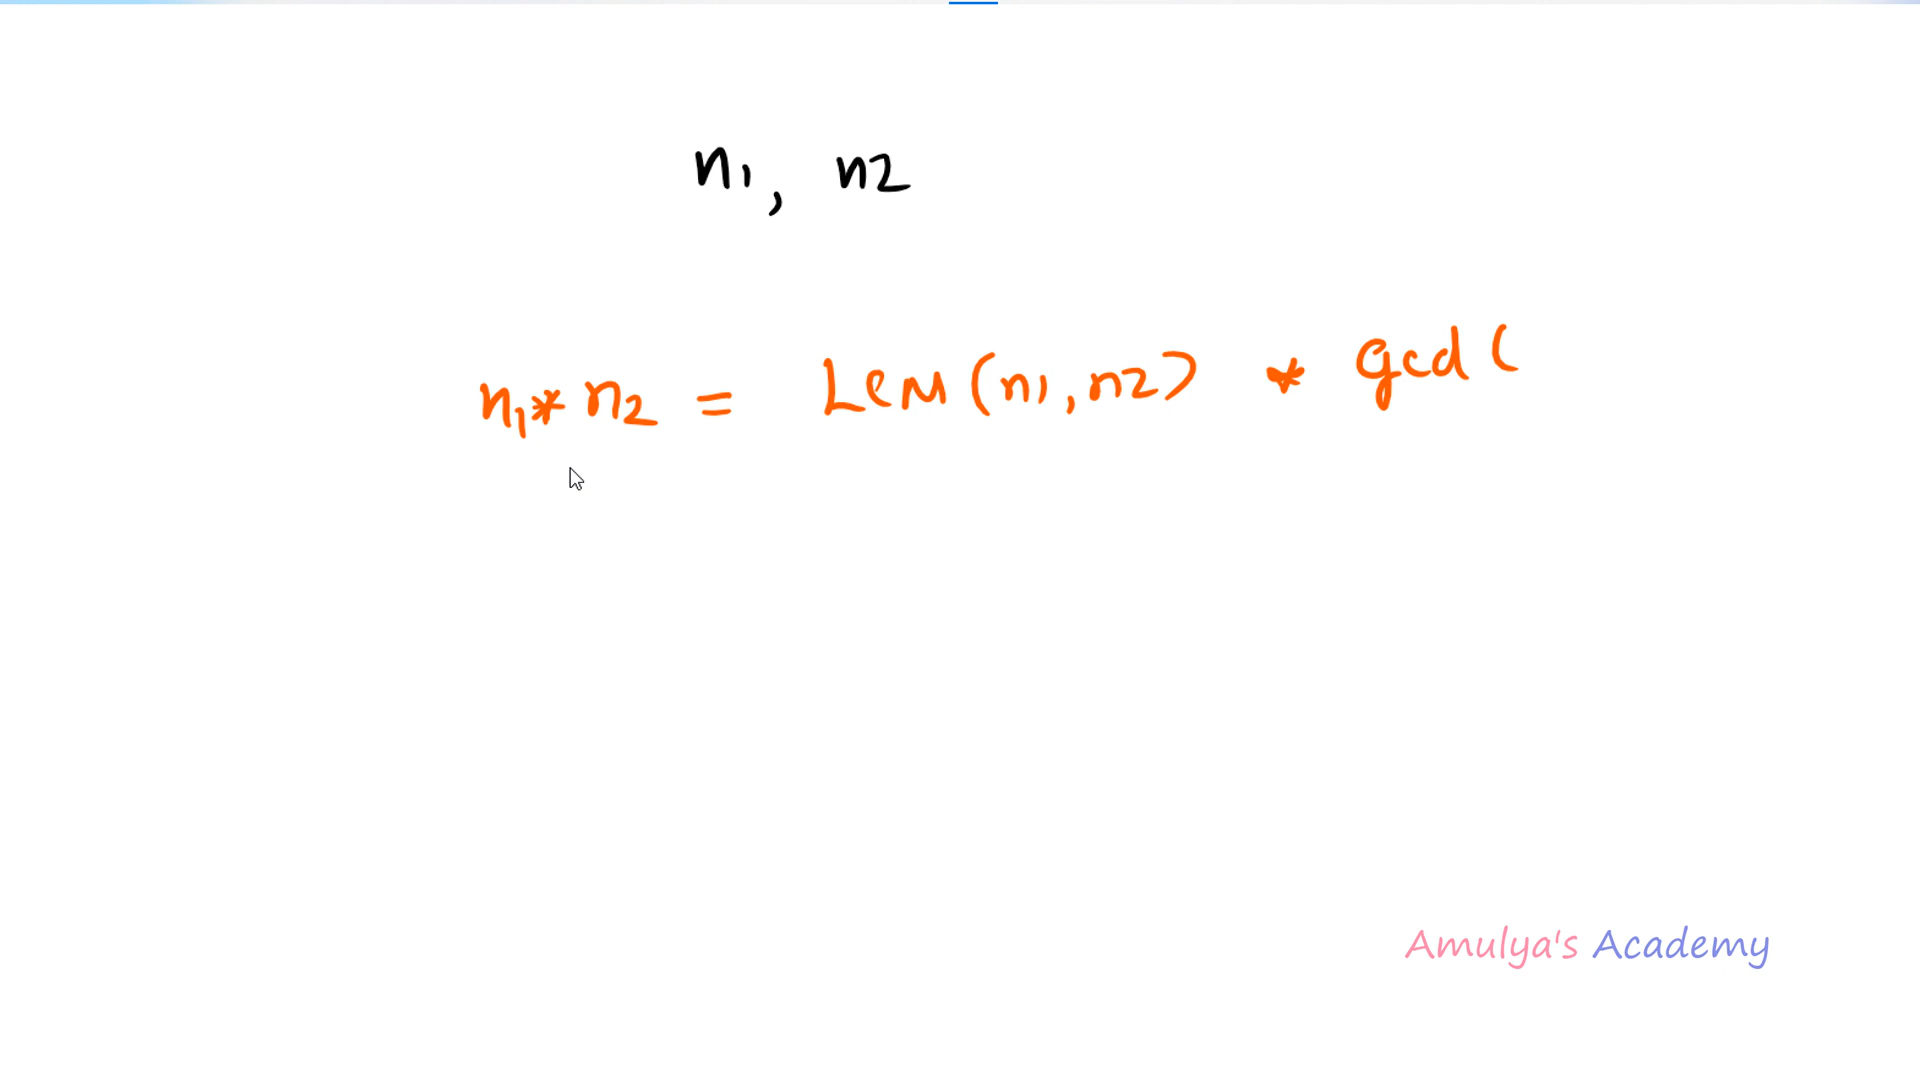 n1, n2
n1 * n2 = LCM (n1, n2) * gcd (
Amulya's Academy